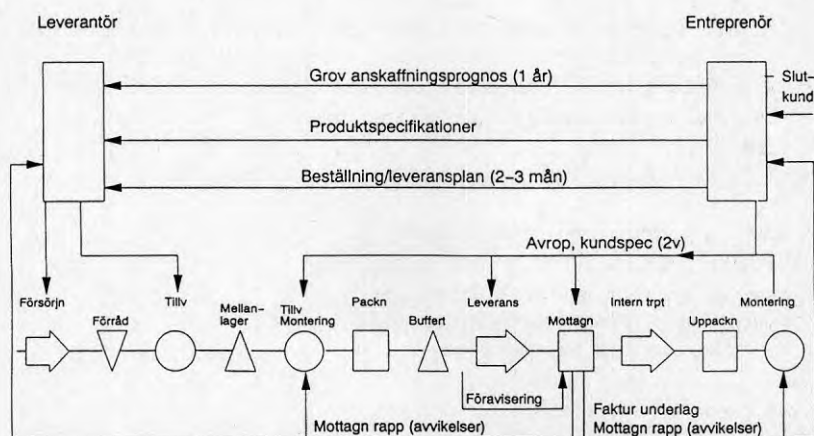 Leverantör
Entreprenör
Grov anskaffningsprognos (1 år)
Slut-
kund
Produktspecifikationer
Beställning/leveransplan (2–3 mån)
Avrop, kundspec (2v)
Försörjn
Förråd
Tillv
Mellan-
lager
Tillv
Montering
Packn
Buffert
Leverans
Mottagn
Intern trpt
Uppackn
Montering
Föravisering
Mottagn rapp (avvikelser)
Faktur underlag
Mottagn rapp (avvikelser)